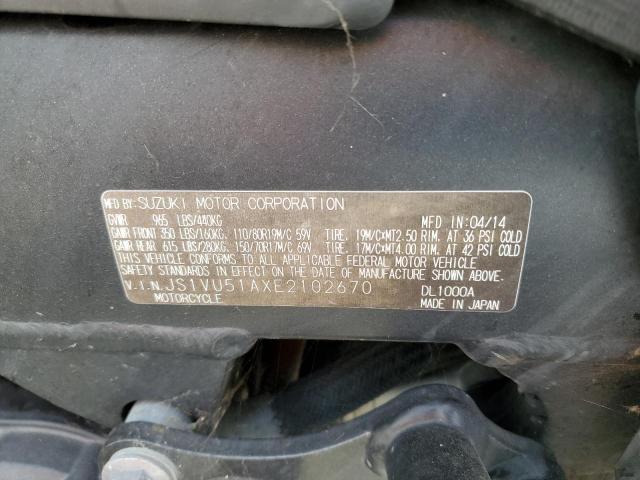 MFD BY: SUZUKI MOTOR CORPORATION MFD IN: 04/14
GVWR 965 LBS/440KG
GAWR FRONT 350 LBS/160KG. 110/80R19M/C 59V TIRE. 19M/C×MT2.50 RIM. AT 36 PSI COLD
GAWR REAR 615 LBS/280KG. 150/70R17M/C 69V TIRE. 17M/C×MT4.00 RIM. AT 42 PSI COLD
THIS VEHICLE CONFORMS TO ALL APPLICABLE FEDERAL MOTOR VEHICLE
SAFETY STANDARDS IN EFFECT ON THE DATE OF MANUFACTURE SHOWN ABOVE.
V.I.N. JS1VU51AXE2102670 DL1000A
MOTORCYCLE MADE IN JAPAN